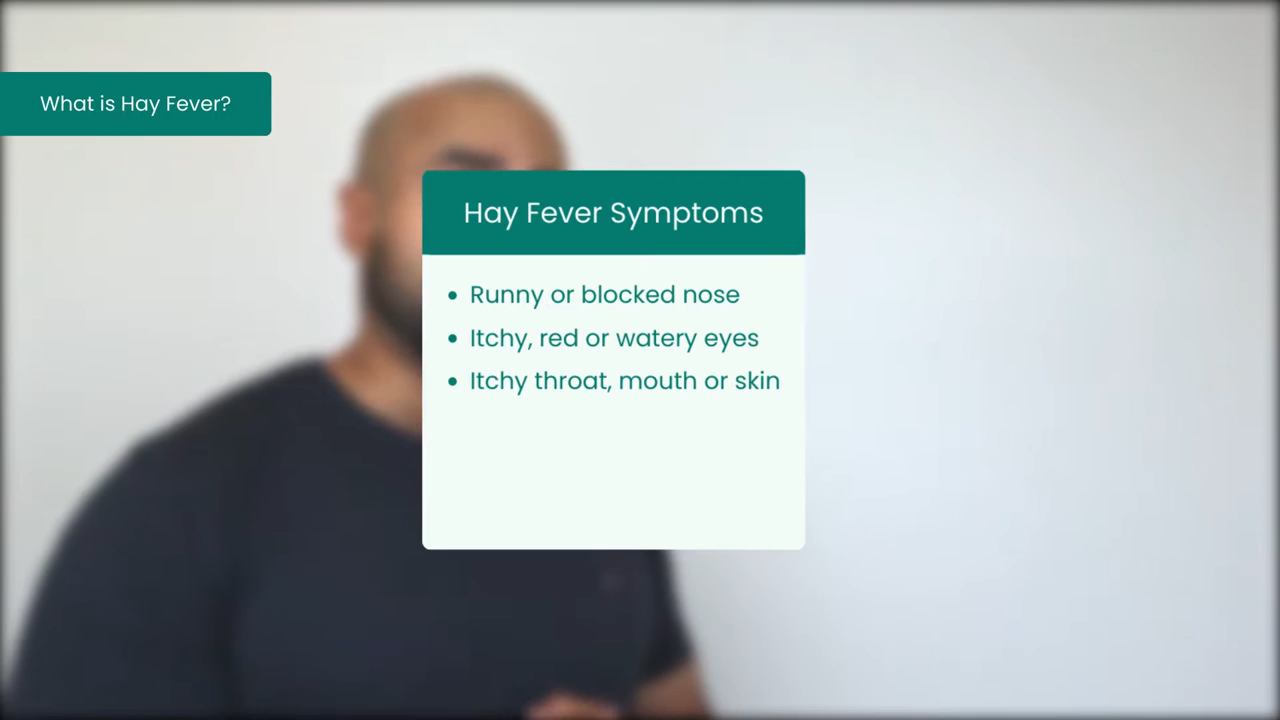 What is Hay Fever?
Hay Fever Symptoms
• Runny or blocked nose
• Itchy, red or watery eyes
• Itchy throat, mouth or skin